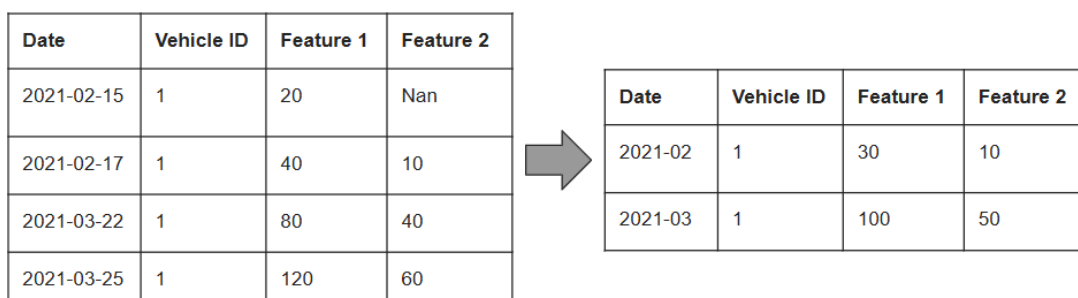 Date Vehicle ID Feature 1 Feature 2
2021-02-15 1 20 Nan
2021-02-17 1 40 10
2021-03-22 1 80 40
2021-03-25 1 120 60
Date Vehicle ID Feature 1 Feature 2
2021-02 1 30 10
2021-03 1 100 50